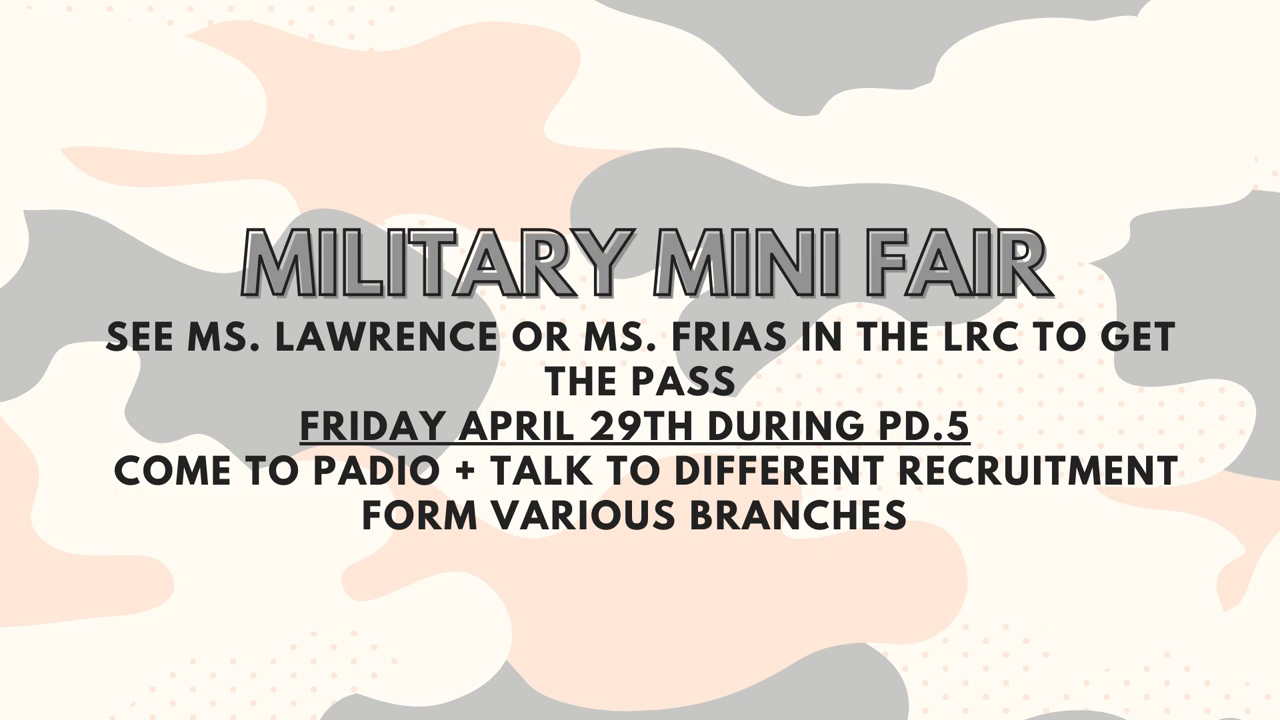 MILITARY MINI FAIR
SEE MS. LAWRENCE OR MS. FRIAS IN THE LRC TO GET
THE PASS
FRIDAY APRIL 29TH DURING PD.5
COME TO PADIO + TALK TO DIFFERENT RECRUITMENT
FORM VARIOUS BRANCHES